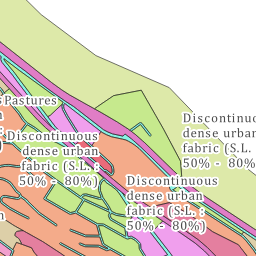 Pastures
Discontinuous
dense urban
fabric (S.L. :
50% - 80%)
Discontinuous
dense urban
fabric (S.L. :
50% - 80%)
Discontinuous
dense urban
fabric (S.L. :
50% - 80%)